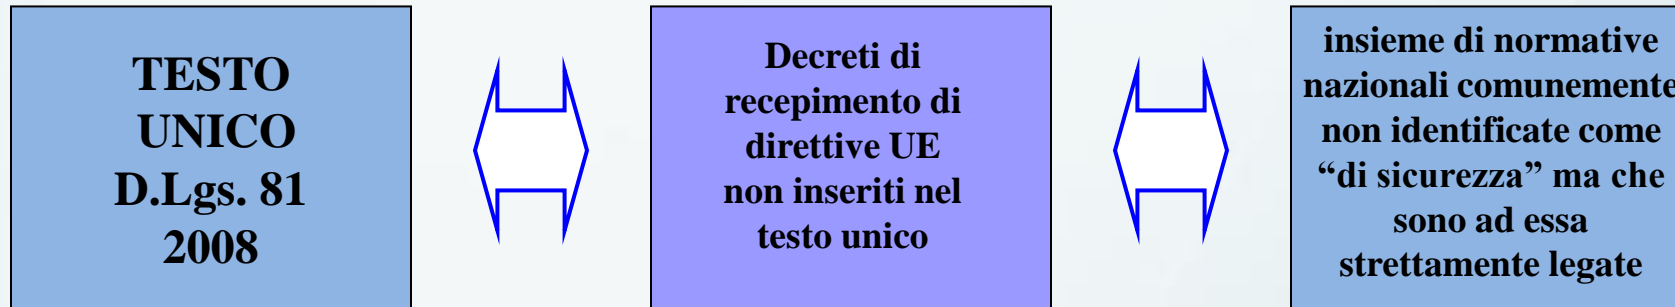 TESTO
UNICO
D.Lgs. 81
2008
Decreti di
recepimento di
direttive UE
non inseriti nel
testo unico
insieme di normative
nazionali comunemente
non identificate come
“di sicurezza” ma che
sono ad essa
strettamente legate